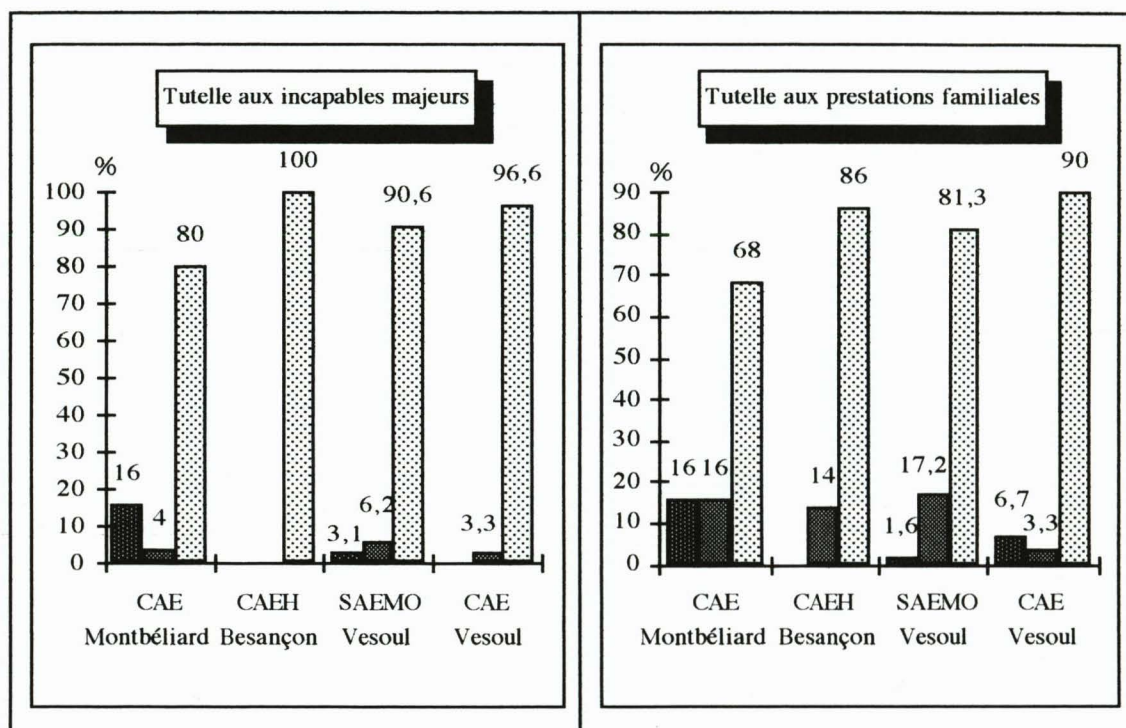 Tutelle aux incapables majeurs
%
100
90
80
70
60
50
40
30
20
10
0
16
4
80
100
3,1
6,2
90,6
3,3
96,6
CAE
Montbéliard
CAEH
Besançon
SAEMO
Vesoul
CAE
Vesoul
Tutelle aux prestations familiales
%
90
80
70
60
50
40
30
20
10
0
16
16
68
14
86
1,6
17,2
81,3
6,7
3,3
90
CAE
Montbéliard
CAEH
Besançon
SAEMO
Vesoul
CAE
Vesoul